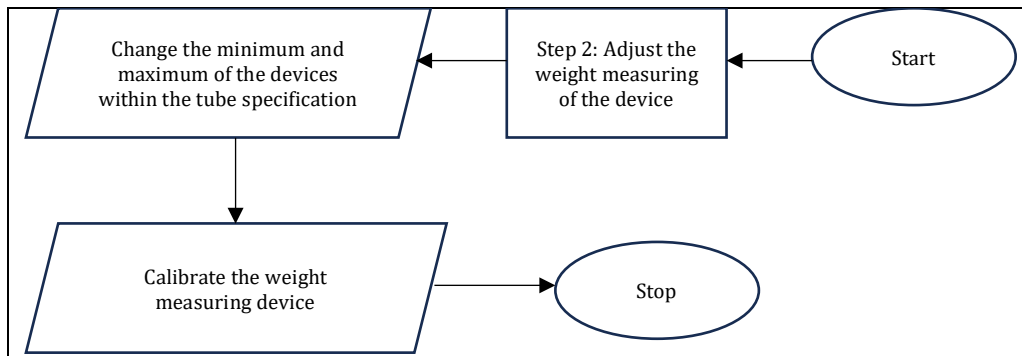 Change the minimum and
maximum of the devices
within the tube specification
Step 2: Adjust the
weight measuring
of the device
Start
Calibrate the weight
measuring device
Stop